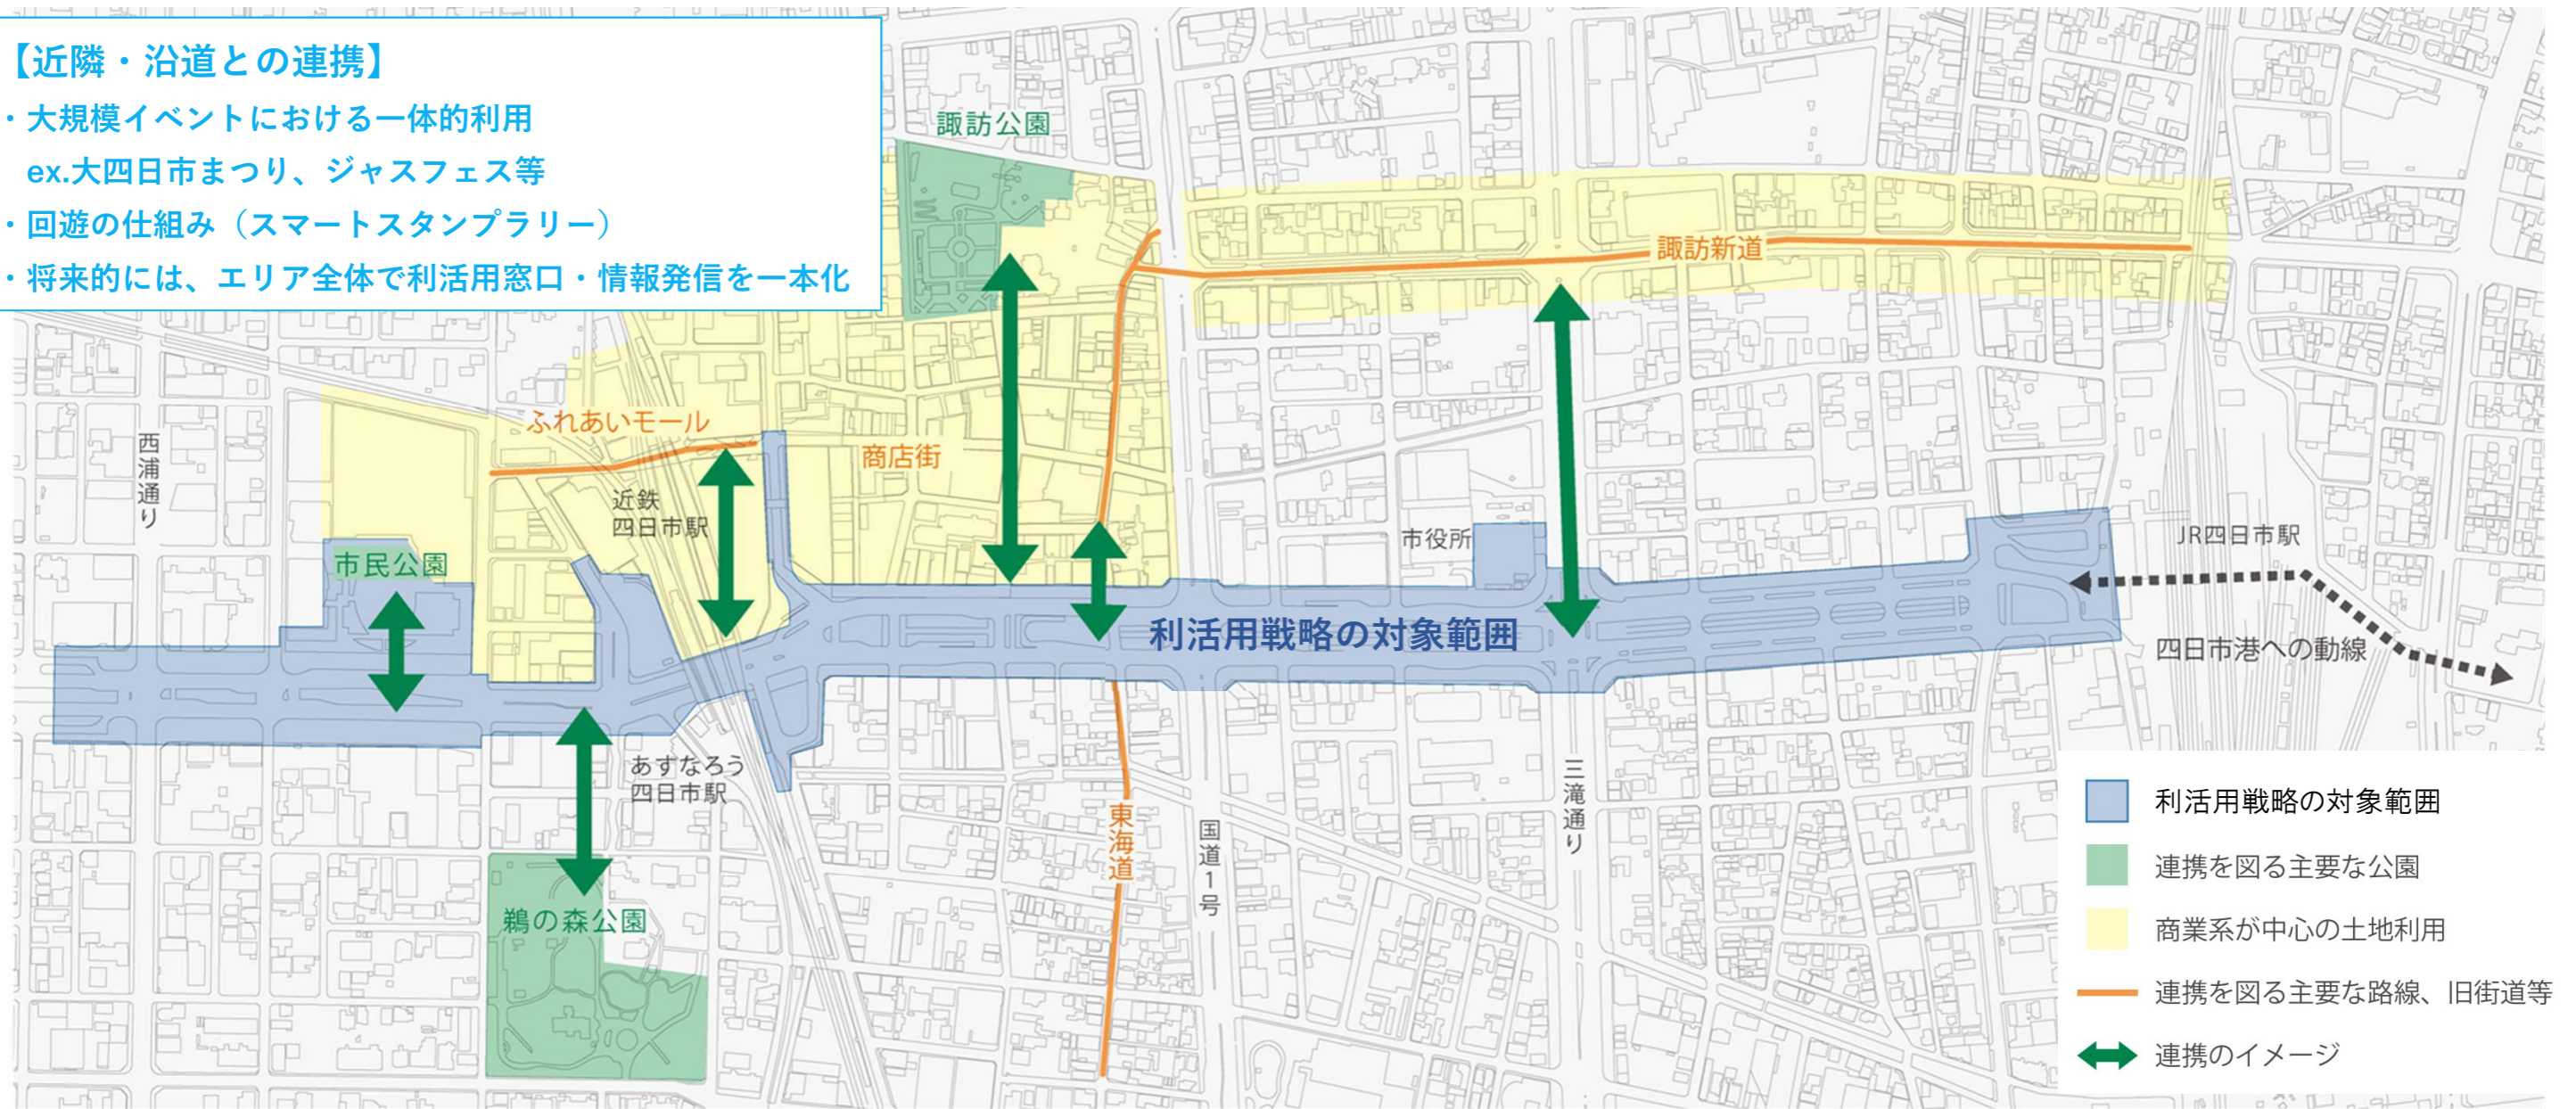 【近隣・沿道との連携】
・大規模イベントにおける一体的利用
ex.大四日市まつり、ジャスフェス等
・回遊の仕組み（スマートスタンプラリー）
・将来的には、エリア全体で利活用窓口・情報発信を一本化
諏訪公園
諏訪新道
ふれあいモール
商店街
西浦通り
近鉄
四日市駅
市民公園
市役所
JR四日市駅
利活用戦略の対象範囲
四日市港への動線
あすなろう
四日市駅
東海道
国道1号
三滝通り
鵜の森公園
利活用戦略の対象範囲
連携を図る主要な公園
商業系が中心の土地利用
連携を図る主要な路線、旧街道等
連携のイメージ